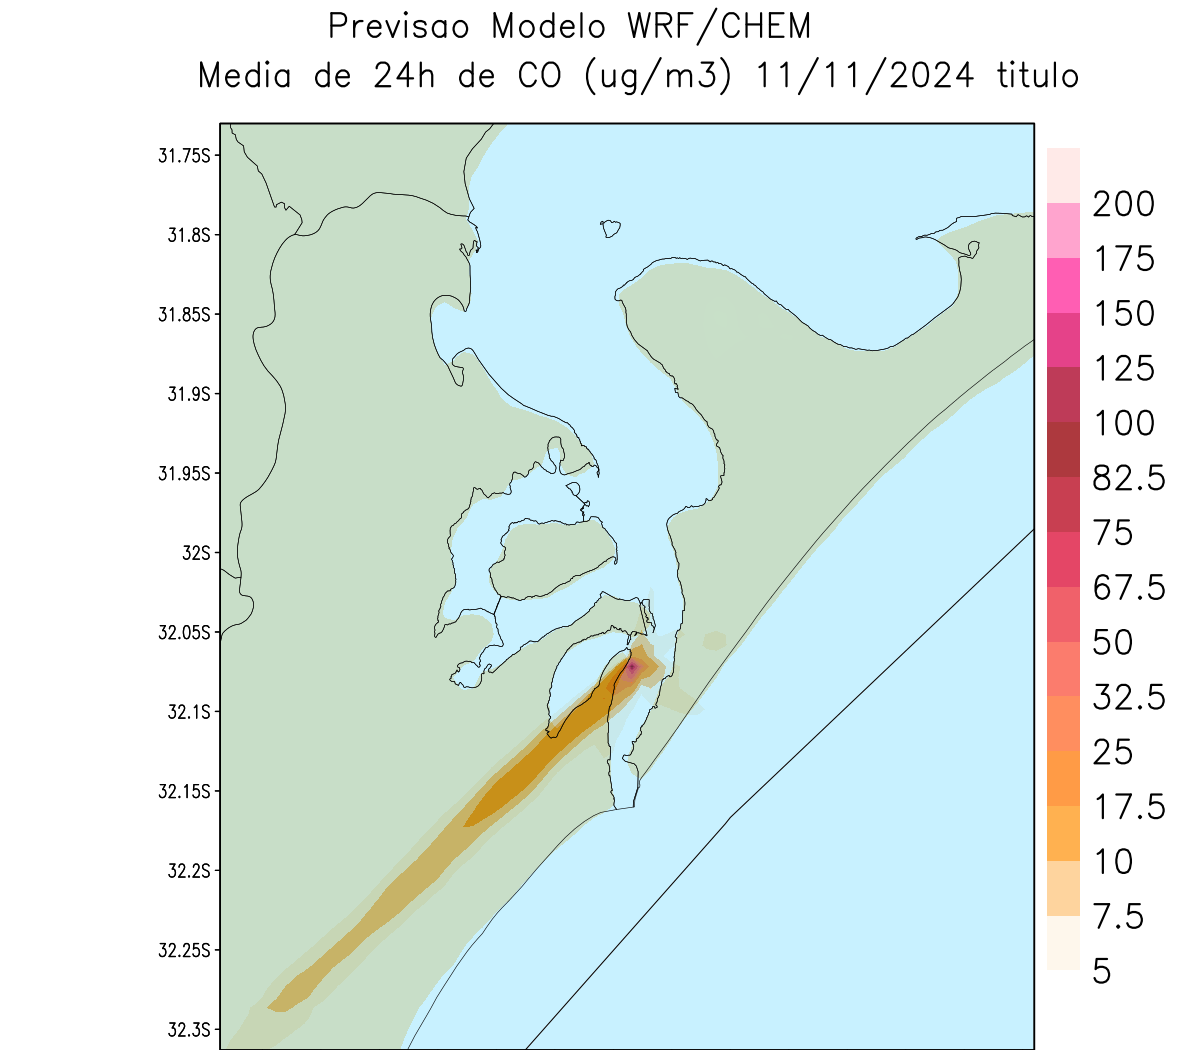 Previsao Modelo WRF/CHEM
Media de 24h de CO (ug/m3) 11/11/2024 titulo
31.75S
31.8S
31.85S
31.9S
31.95S
32S
32.05S
32.1S
32.15S
32.2S
32.25S
32.3S
200
175
150
125
100
82.5
75
67.5
50
32.5
25
17.5
10
7.5
5